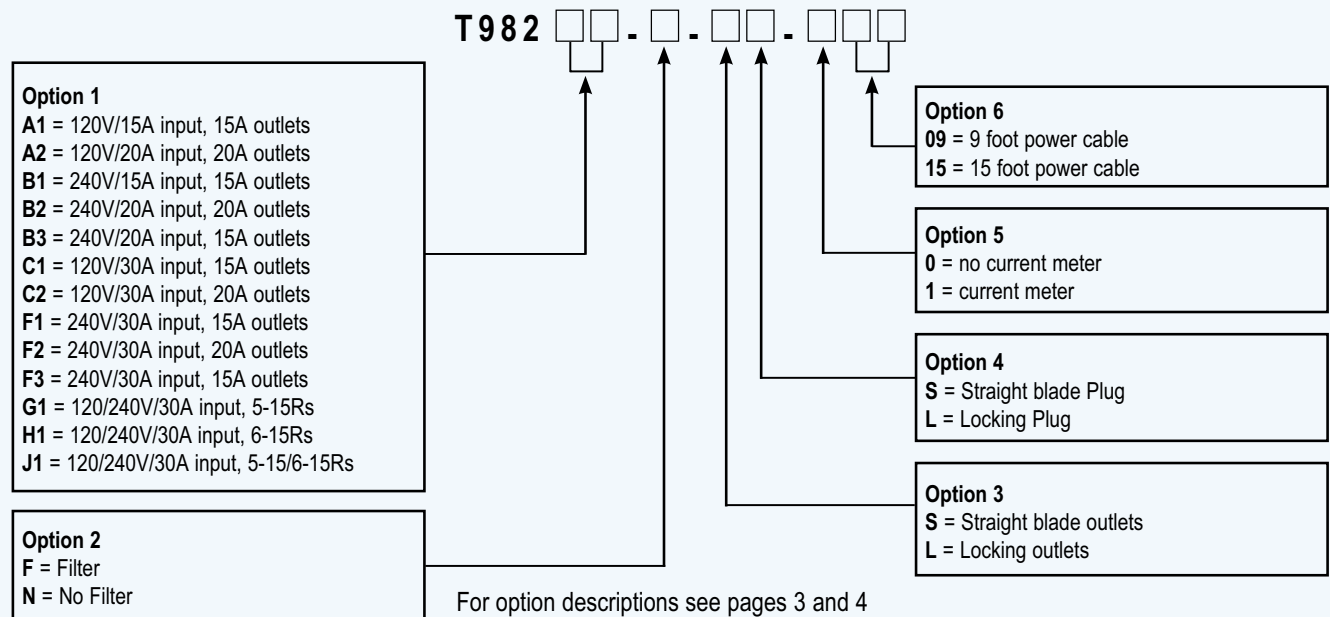 T982 □□-□-□□-□□□
Option 1
A1 = 120V/15A input, 15A outlets
A2 = 120V/20A input, 20A outlets
B1 = 240V/15A input, 15A outlets
B2 = 240V/20A input, 20A outlets
B3 = 240V/20A input, 15A outlets
C1 = 120V/30A input, 15A outlets
C2 = 120V/30A input, 20A outlets
F1 = 240V/30A input, 15A outlets
F2 = 240V/30A input, 20A outlets
F3 = 240V/30A input, 15A outlets
G1 = 120/240V/30A input, 5-15Rs
H1 = 120/240V/30A input, 6-15Rs
J1 = 120/240V/30A input, 5-15/6-15Rs
Option 2
F = Filter
N = No Filter
Option 6
09 = 9 foot power cable
15 = 15 foot power cable
Option 5
0 = no current meter
1 = current meter
Option 4
S = Straight blade Plug
L = Locking Plug
Option 3
S = Straight blade outlets
L = Locking outlets
For option descriptions see pages 3 and 4